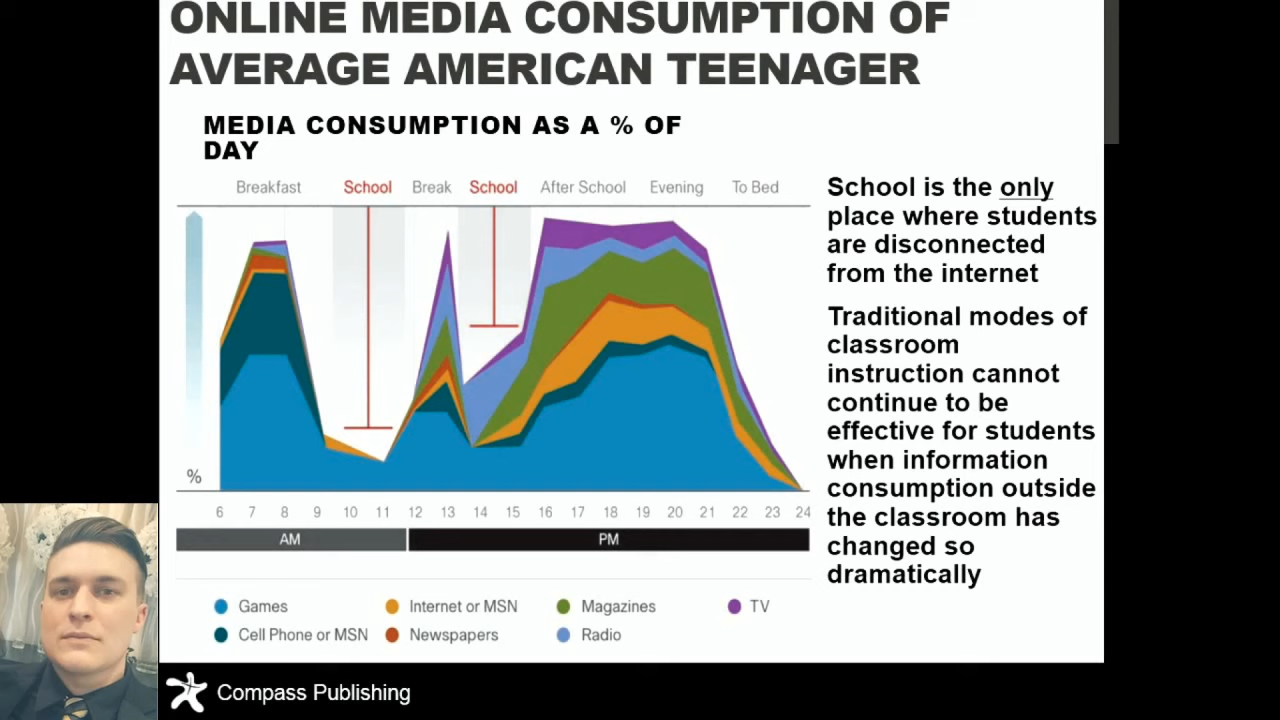 ONLINE MEDIA CONSUMPTION OF
AVERAGE AMERICAN TEENAGER
MEDIA CONSUMPTION AS A % OF
DAY
Breakfast School Break School After School Evening To Bed
%
6 7 8 9 10 11 12 13 14 15 16 17 18 19 20 21 22 23 24
AM PM
Games Internet or MSN Magazines TV
Cell Phone or MSN Newspapers Radio
School is the only
place where students
are disconnected
from the internet
Traditional modes of
classroom
instruction cannot
continue to be
effective for students
when information
consumption outside
the classroom has
changed so
dramatically
Compass Publishing